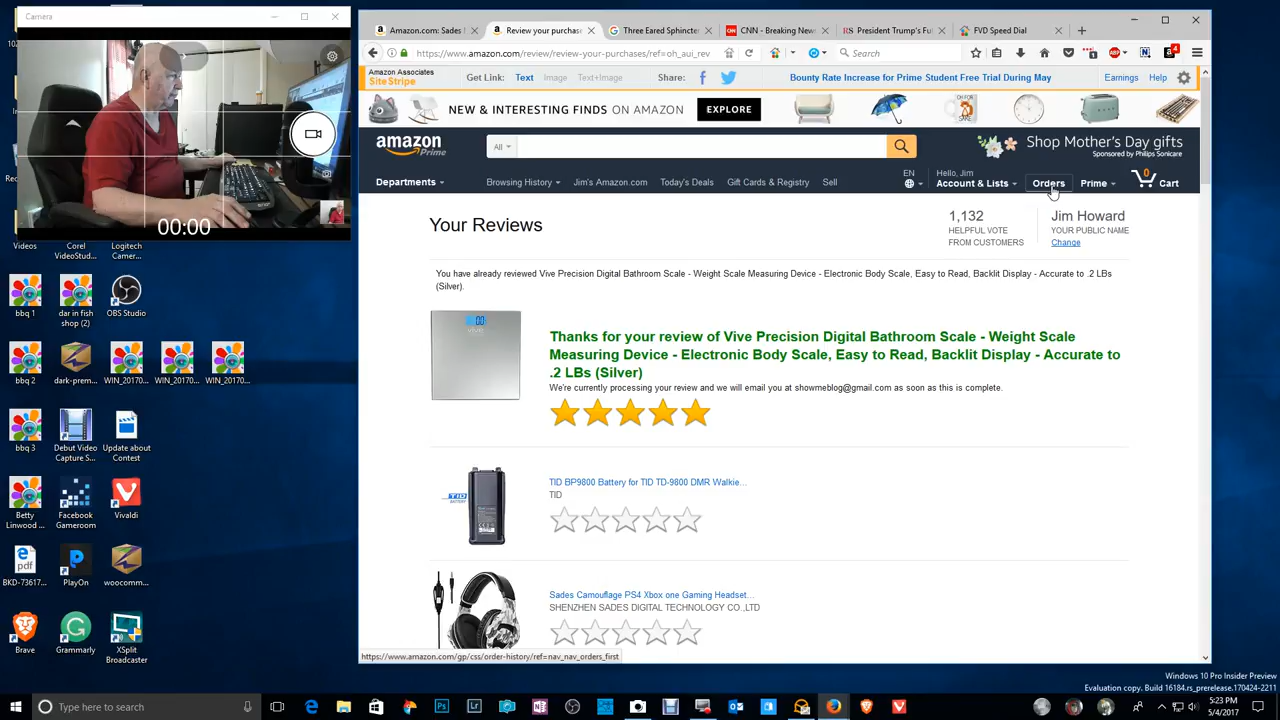 Camera
00:00
Videos
Corel
VideoStud...
Logitech
Camer...
bbq 1
dar in fish
shop (2)
OBS Studio
bbq 2
dark-prem...
WIN_20170...
WIN_20170...
WIN_20170...
bbq 3
Debut Video
Capture S...
Update about
Contest
Betty
Linwood ...
Facebook
Gameroom
Vivaldi
BKD-73617...
PlayOn
woocomm...
Brave
Grammarly
XSplit
Broadcaster
Amazon.com: Sades
Review your purchase
Three Eared Sphincter
CNN - Breaking New
President Trump's Fu
FVD Speed Dial
https://www.amazon.com/review/review-your-purchases/ref=oh_aui_rev
Search
Amazon Associates
SiteStripe
Get Link: Text Image Text+Image Share:
Bounty Rate Increase for Prime Student Free Trial During May
Earnings Help
NEW & INTERESTING FINDS ON AMAZON EXPLORE
amazon
Prime
All
Shop Mother's Day gifts
Sponsored by Philips Sonicare
Departments
Browsing History
Jim's Amazon.com
Today's Deals
Gift Cards & Registry
Sell
EN
Hello, Jim
Account & Lists
Orders
Prime
0
Cart
Your Reviews
1,132
HELPFUL VOTE
FROM CUSTOMERS
Jim Howard
YOUR PUBLIC NAME
Change
You have already reviewed Vive Precision Digital Bathroom Scale - Weight Scale Measuring Device - Electronic Body Scale, Easy to Read, Backlit Display - Accurate to .2 LBs
(Silver).
Thanks for your review of Vive Precision Digital Bathroom Scale - Weight Scale
Measuring Device - Electronic Body Scale, Easy to Read, Backlit Display - Accurate to
.2 LBs (Silver)
We're currently processing your review and we will email you at showmeblog@gmail.com as soon as this is complete.
TID BP9800 Battery for TID TD-9800 DMR Walkie...
TID
Sades Camouflage PS4 Xbox one Gaming Headset...
SHENZHEN SADES DIGITAL TECHNOLOGY CO.,LTD
https://www.amazon.com/gp/css/order-history/ref=nav_nav_orders_first
Windows 10 Pro Insider Preview
Evaluation copy. Build 16184.rs_prerelease.170424-2211
Type here to search
5:23 PM
5/4/2017